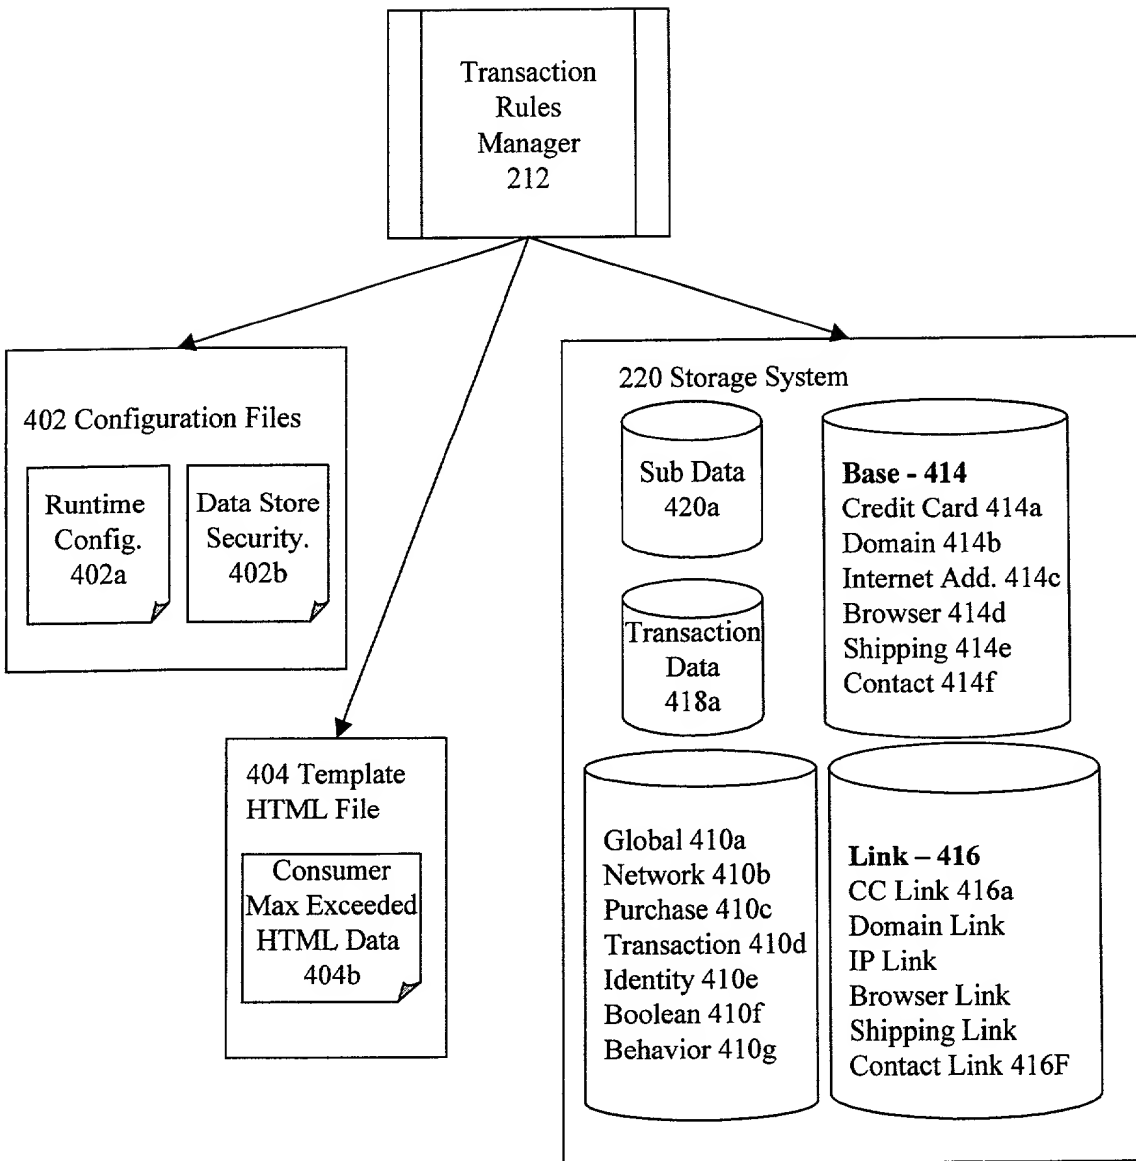 Transaction
Rules
Manager
212
402 Configuration Files
Runtime
Config.
402a
Data Store
Security.
402b
404 Template
HTML File
Consumer
Max Exceeded
HTML Data
404b
220 Storage System
Sub Data
420a
Transaction
Data
418a
Base - 414
Credit Card 414a
Domain 414b
Internet Add. 414c
Browser 414d
Shipping 414e
Contact 414f
Global 410a
Network 410b
Purchase 410c
Transaction 410d
Identity 410e
Boolean 410f
Behavior 410g
Link – 416
CC Link 416a
Domain Link
IP Link
Browser Link
Shipping Link
Contact Link 416F